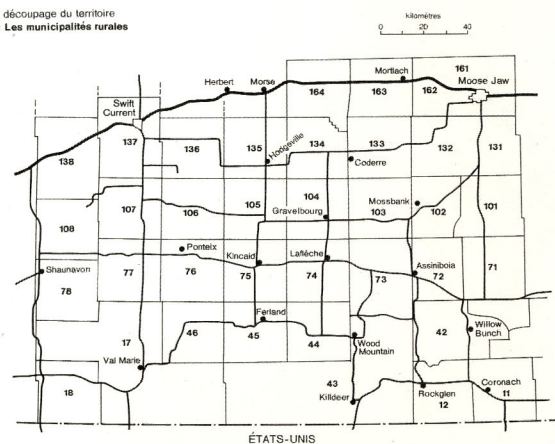 découpage du territoire
Les municipalités rurales
kilomètres
0 20 40 60
161
Mortlach
Moose Jaw
Herbert Morse
164 163 162
Swift
Current
137 136 135 134 133 132 131
138
Hodgeville
Coderre
107 106 105 104 103 102 101
108
Gravelbourg
Mossbank
Ponteix
Kincaid
Lafléche
Assiniboia
Shaunavon
77 76 75 74 73 72 71
78
Ferland
17 46 45 44 42
Wood
Mountain
Willow
Bunch
Val Marie
18
43
Killdeer
Rockglen
12
Coronach
11
ÉTATS-UNIS